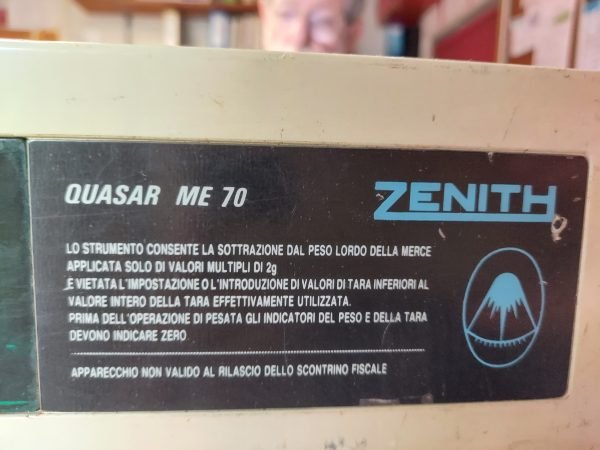 QUASAR ME 70
ZENITH
LO STRUMENTO CONSENTE LA SOTTRAZIONE DAL PESO LORDO DELLA MERCE
APPLICATA SOLO DI VALORI MULTIPLI DI 2g
E VIETATA L'IMPOSTAZIONE O L'INTRODUZIONE DI VALORI DI TARA INFERIORI AL
VALORE INTERO DELLA TARA EFFETTIVAMENTE UTILIZZATA.
PRIMA DELL'OPERAZIONE DI PESATA GLI INDICATORI DEL PESO E DELLA TARA
DEVONO INDICARE ZERO
APPARECCHIO NON VALIDO AL RILASCIO DELLO SCONTRINO FISCALE